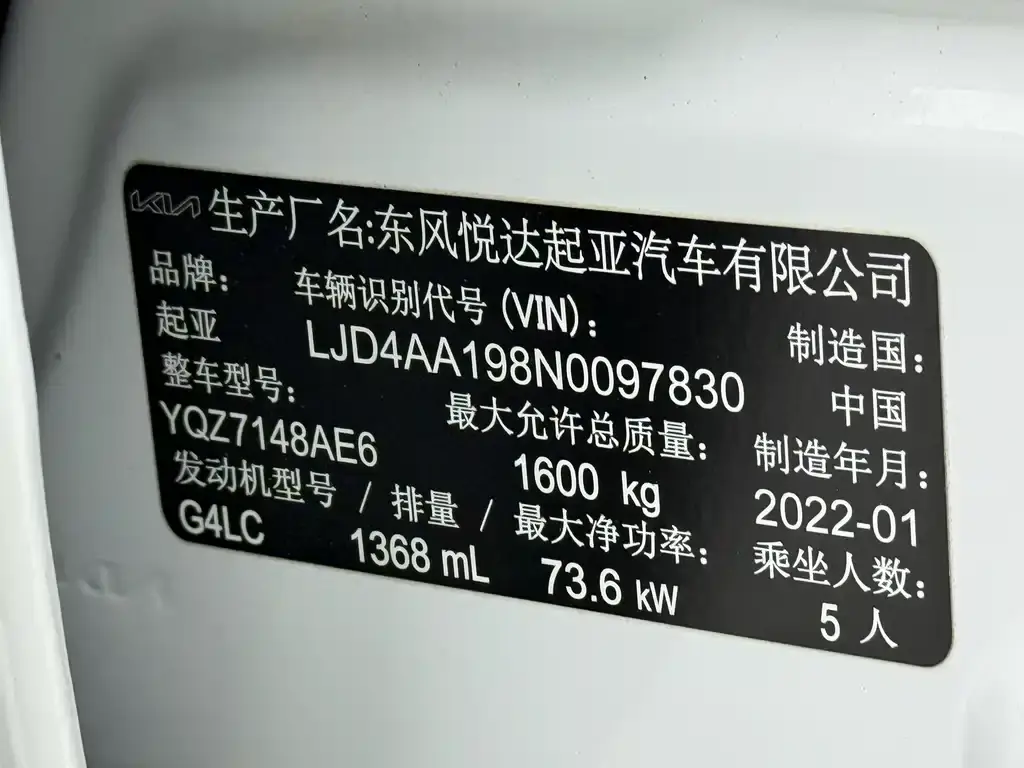 KIA 生产厂名:东风悦达起亚汽车有限公司
品牌: 车辆识别代号 (VIN): 制造国:
起亚 LJD4AA198N0097830 中国
整车型号: 最大允许总质量: 制造年月:
YQZ7148AE6 1600 kg 2022-01
发动机型号 / 排量 / 最大净功率: 乘坐人数:
G4LC 1368 mL 73.6 kW 5 人